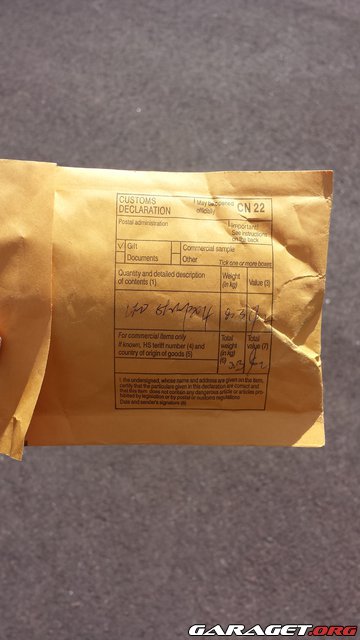 CUSTOMS DECLARATION
May be opened officially
CN 22
Postal administration
Important! See instructions on the back
√ Gift
Commercial sample
Documents
Other
Tick one or more boxes
Quantity and detailed description of contents (1)
Weight (in kg)
Value (3)
For commercial items only
If known, HS tariff number (4) and country of origin of goods (5)
Total weight (in kg)
Total value (7)
I, the undersigned, whose name and address are given on the item,
certify that the particulars given in this declaration are correct and
that this item does not contain any dangerous article or articles prohibited
by legislation or by postal or customs regulations
Date and sender's signature (8)
GARAGET.ORG